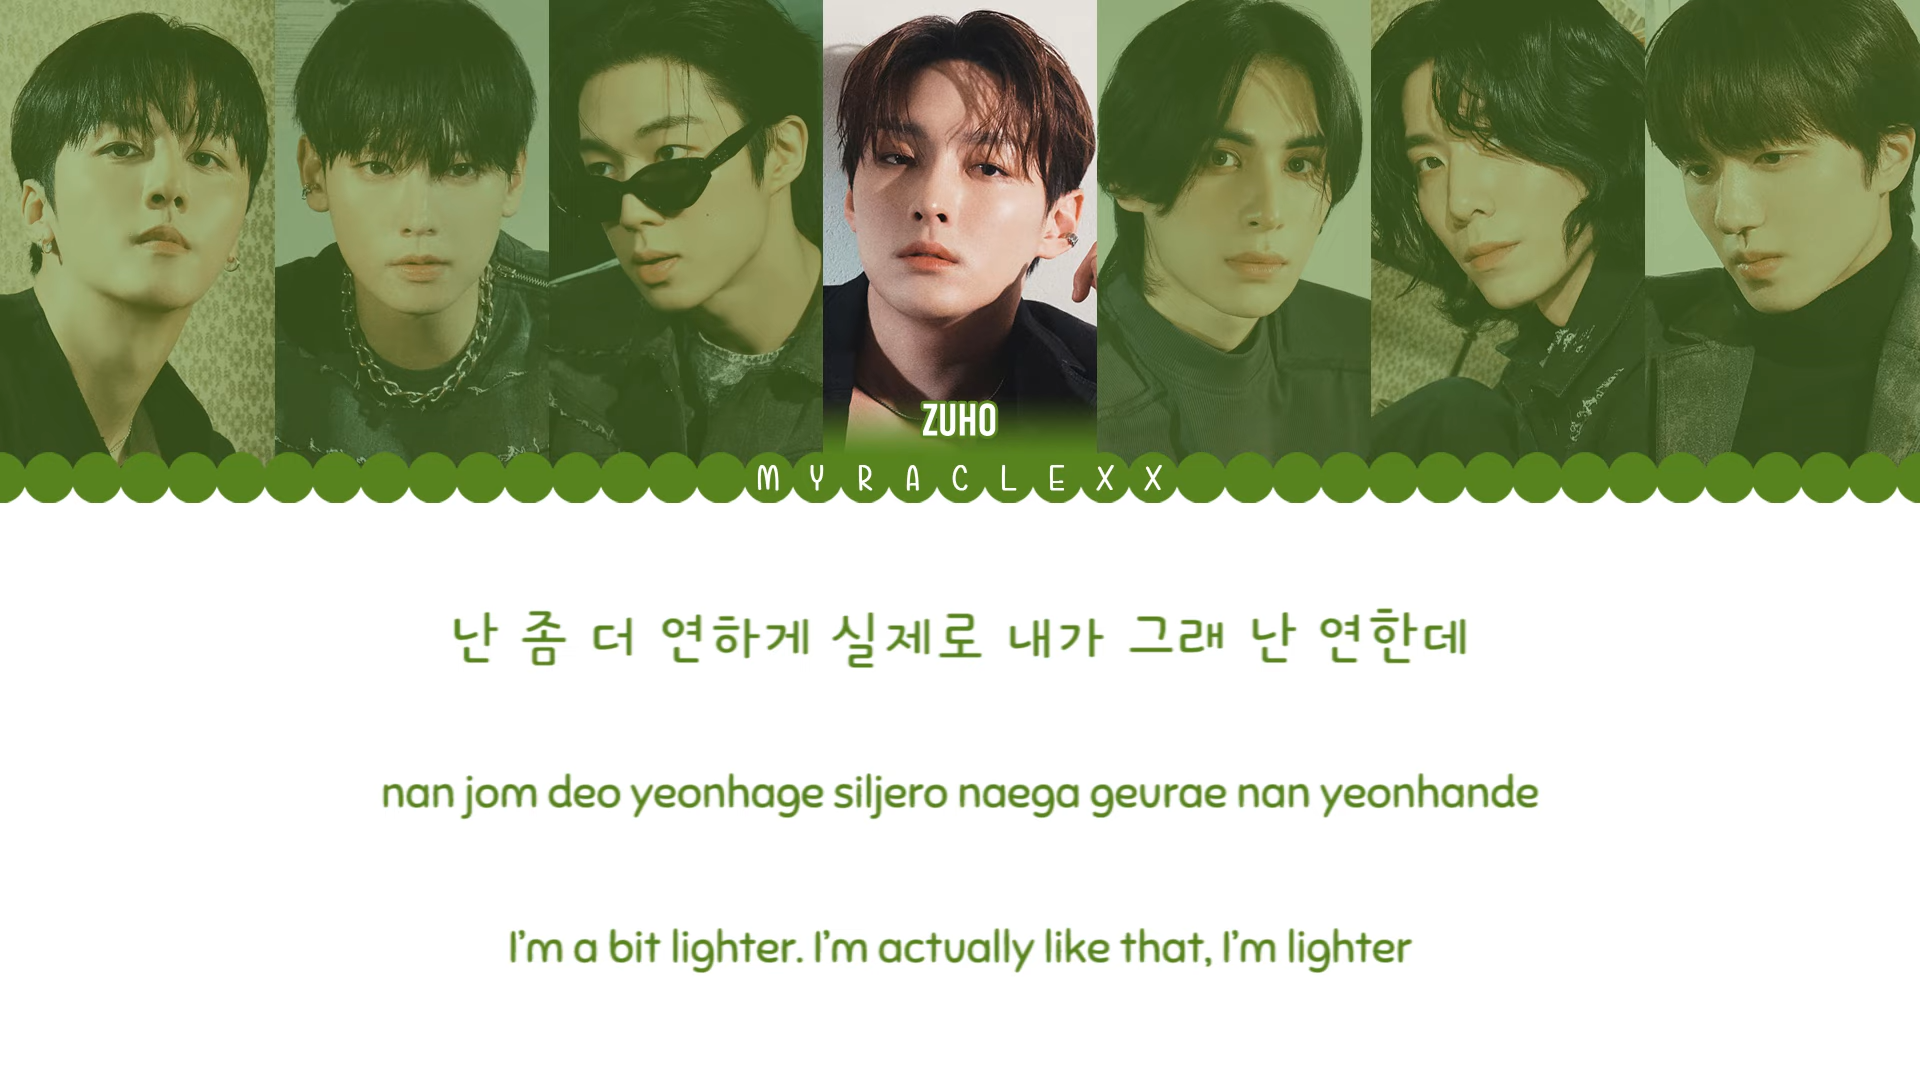 ZUHO
MYRACLEXX
난 좀 더 연하게 실제로 내가 그래 난 연한데
nan jom deo yeonhage siljero naega geurae nan yeonhande
I'm a bit lighter. I'm actually like that, I'm lighter